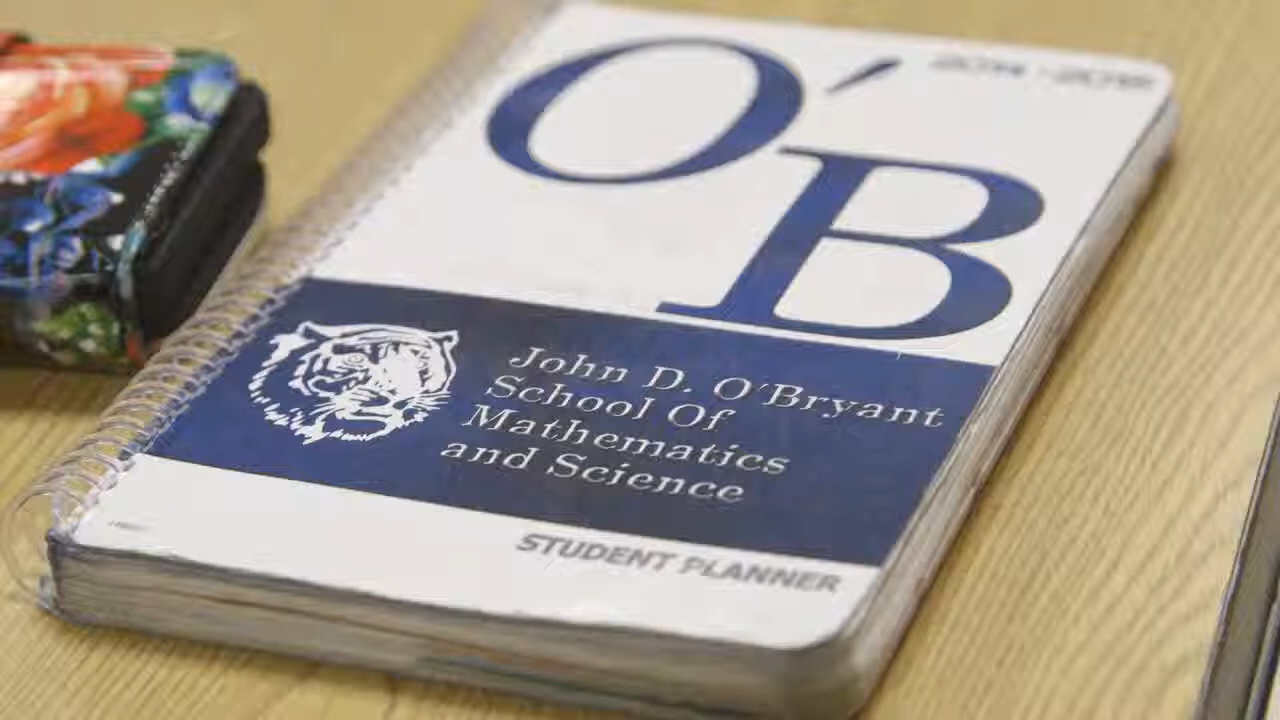 O'B
John D. O'Bryant
School Of
Mathematics
and Science
STUDENT PLANNER